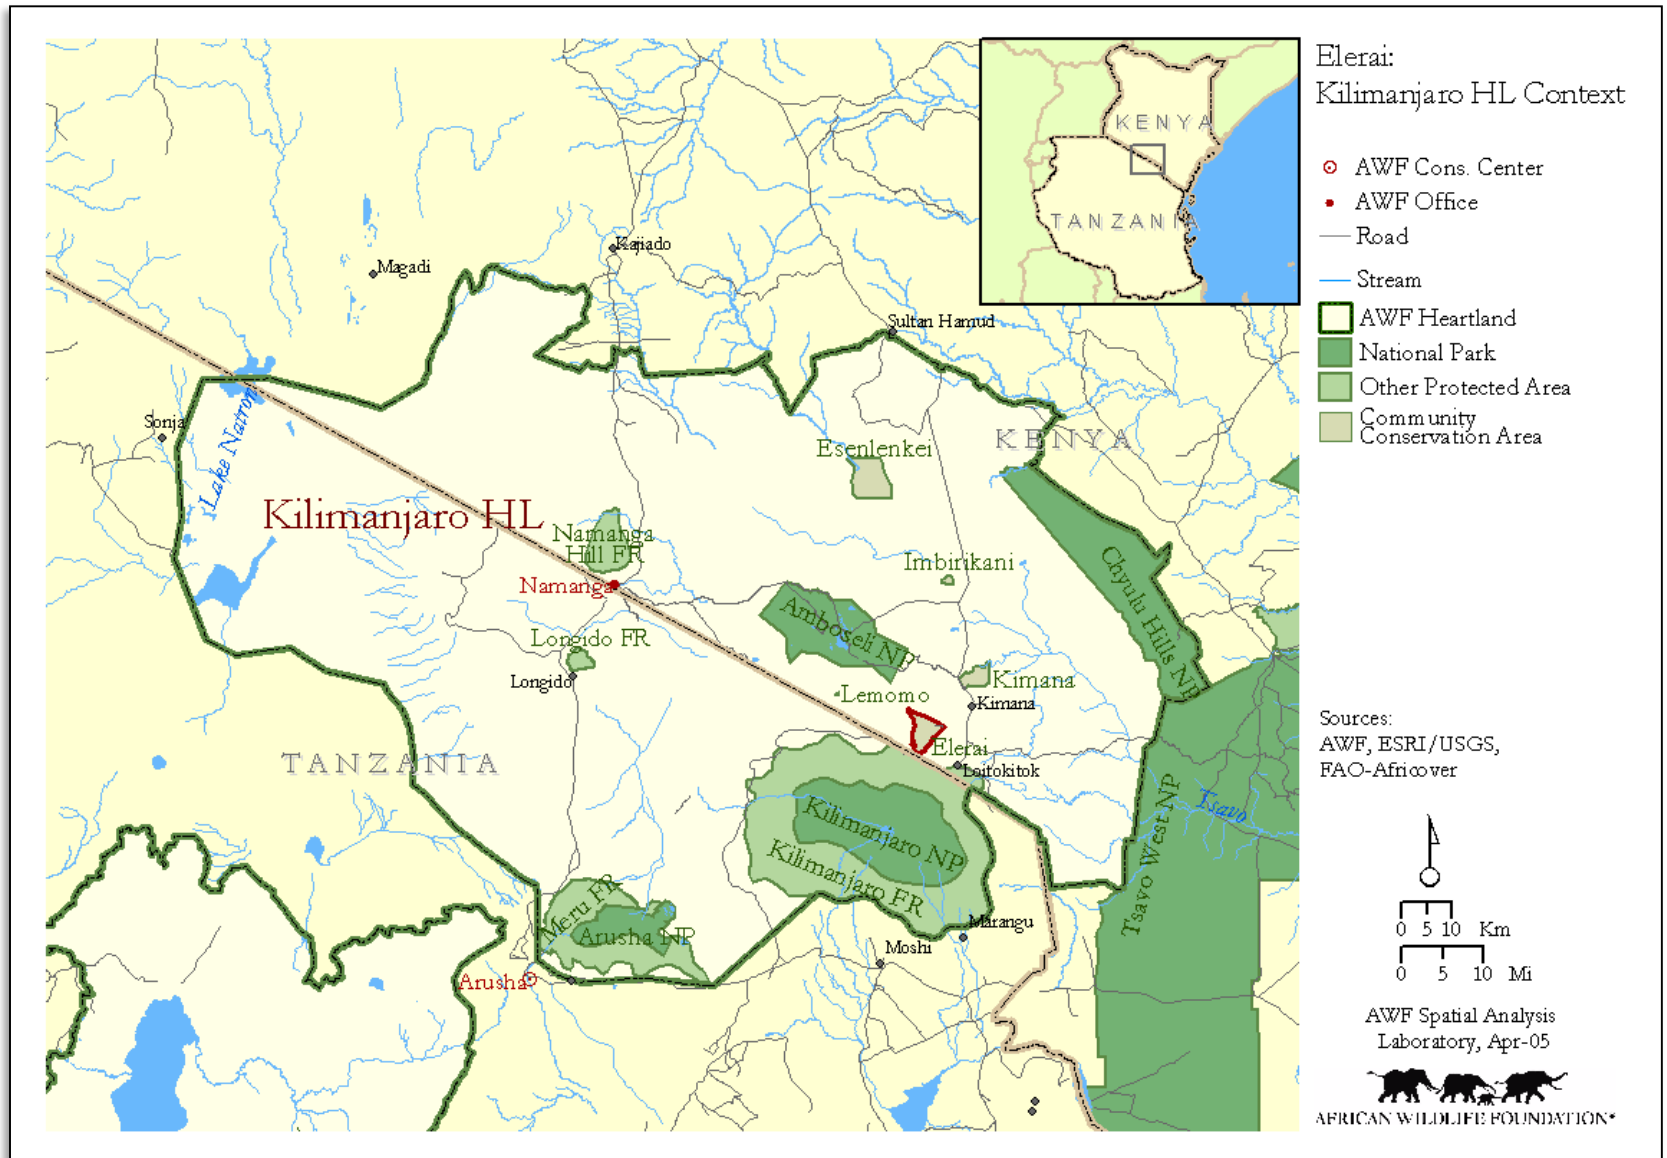 Elerai:
Kilimanjaro HL Context
AWF Cons. Center
AWF Office
Road
Stream
AWF Heartland
National Park
Other Protected Area
Community
Conservation Area
KENYA
TANZANIA
Kajiado
Magadi
Sultan Hamud
Sonja
Lake Natron
KENYA
Esenlenkei
Kilimanjaro HL
Namanga
Hill FR
Imbirikani
Chyulu Hills NP
Namanga
Amboseli NP
Longido FR
Longido
Kimana
Lemomo
Kimana
Elerai
TANZANIA
Loitokitok
Tsavo
Tsavo West NP
Kilimanjaro NP
Kilimanjaro FR
Meru FR
Arusha NP
Marangu
Moshi
Arusha
Sources:
AWF, ESRI/USGS,
FAO-Africover
0 5 10 Km
0 5 10 Mi
AWF Spatial Analysis
Laboratory, Apr-05
AFRICAN WILDLIFE FOUNDATION®